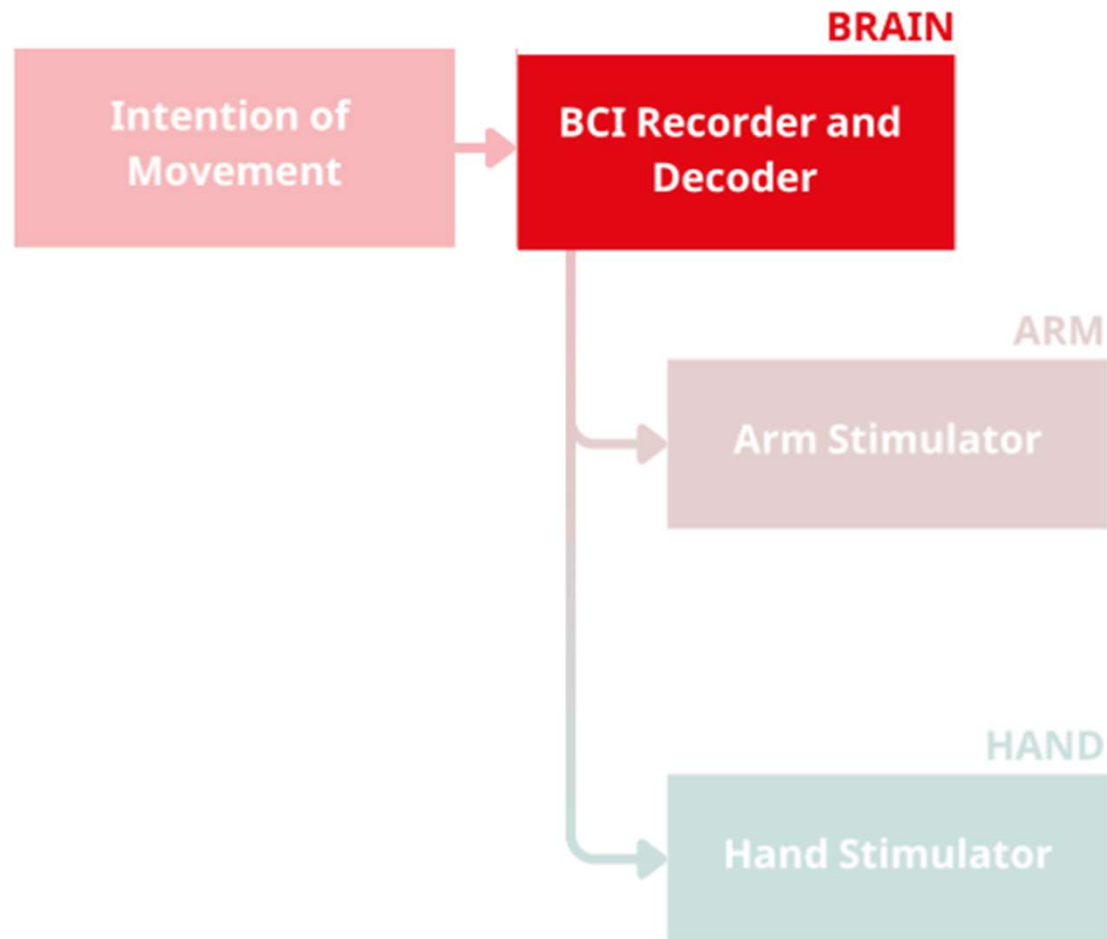 BRAIN
Intention of
Movement
BCI Recorder and
Decoder
ARM
Arm Stimulator
HAND
Hand Stimulator